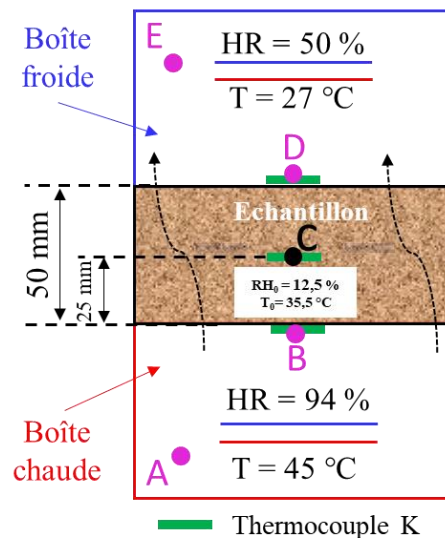 Boîte
froide
E
HR = 50 %
T = 27 °C
D
Echantillon
C
50 mm
25 mm
RH₀ = 12,5 %
T₀ = 35,5 °C
B
HR = 94 %
Boîte
chaude
A
T = 45 °C
Thermocouple K